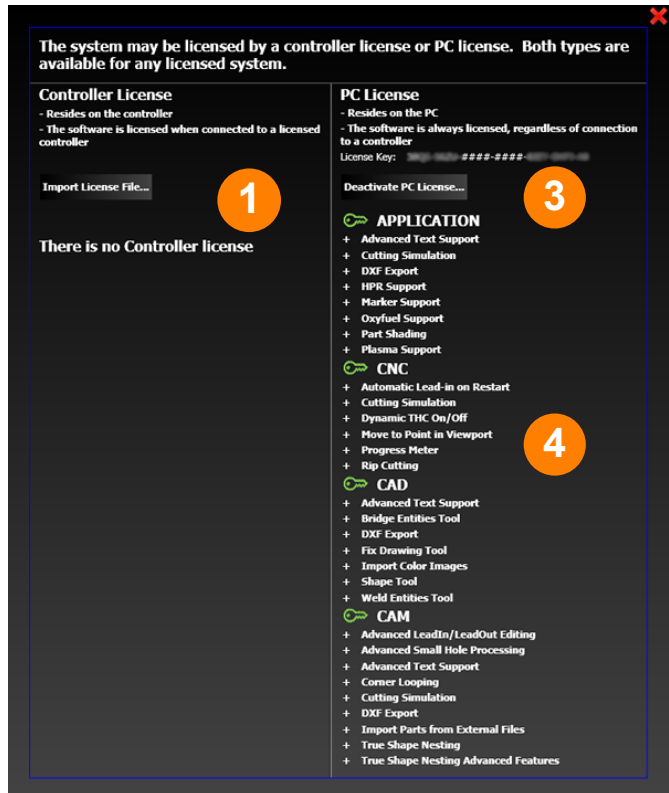 The system may be licensed by a controller license or PC license.  Both types are
available for any licensed system.
Controller License
- Resides on the controller
- The software is licensed when connected to a licensed
controller
Import License File...
1
There is no Controller license
PC License
- Resides on the PC
- The software is always licensed, regardless of connection
to a controller
License Key: -####-####-
Deactivate PC License...
3
APPLICATION
+ Advanced Text Support
+ Cutting Simulation
+ DXF Export
+ HPR Support
+ Marker Support
+ Oxyfuel Support
+ Part Shading
+ Plasma Support
CNC
+ Automatic Lead-in on Restart
+ Cutting Simulation
+ Dynamic THC On/Off
+ Move to Point in Viewport
+ Progress Meter
+ Rip Cutting
4
CAD
+ Advanced Text Support
+ Bridge Entities Tool
+ DXF Export
+ Fix Drawing Tool
+ Import Color Images
+ Shape Tool
+ Weld Entities Tool
CAM
+ Advanced LeadIn/LeadOut Editing
+ Advanced Small Hole Processing
+ Advanced Text Support
+ Corner Looping
+ Cutting Simulation
+ DXF Export
+ Import Parts from External Files
+ True Shape Nesting
+ True Shape Nesting Advanced Features